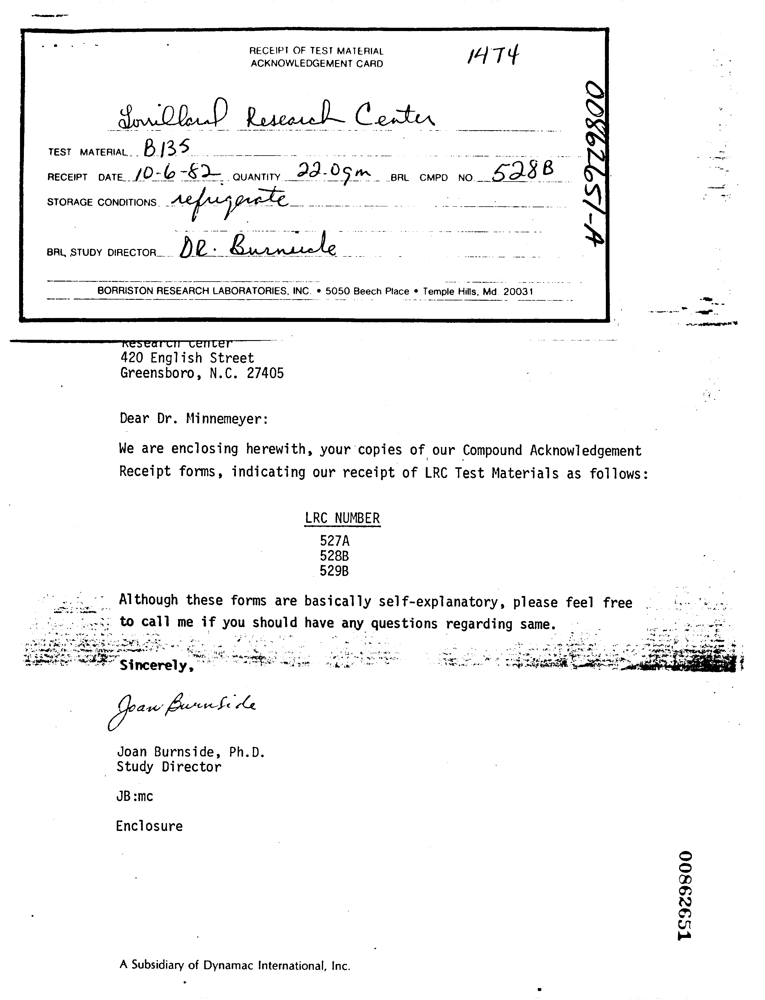 RECEIPT OF TEST MATERIAL
ACKNOWLEDGEMENT CARD
1474
Lorillard Research Center
TEST MATERIAL B135
RECEIPT DATE 10-6-82 QUANTITY 22.0gm BRL CMPD NO. 528B
STORAGE CONDITIONS refrigerate
BRL STUDY DIRECTOR DR. Burnside
BORRISTON RESEARCH LABORATORIES, INC. • 5050 Beech Place • Temple Hills, Md 20031
00862651-A
Research Center
420 English Street
Greensboro, N.C. 27405
Dear Dr. Minnemeyer:
We are enclosing herewith, your copies of our Compound Acknowledgement
Receipt forms, indicating our receipt of LRC Test Materials as follows:
LRC NUMBER
527A
528B
529B
Although these forms are basically self-explanatory, please feel free
to call me if you should have any questions regarding same.
Sincerely,
Joan Burnside
Joan Burnside, Ph.D.
Study Director
JB:mc
Enclosure
00862651
A Subsidiary of Dynamac International, Inc.